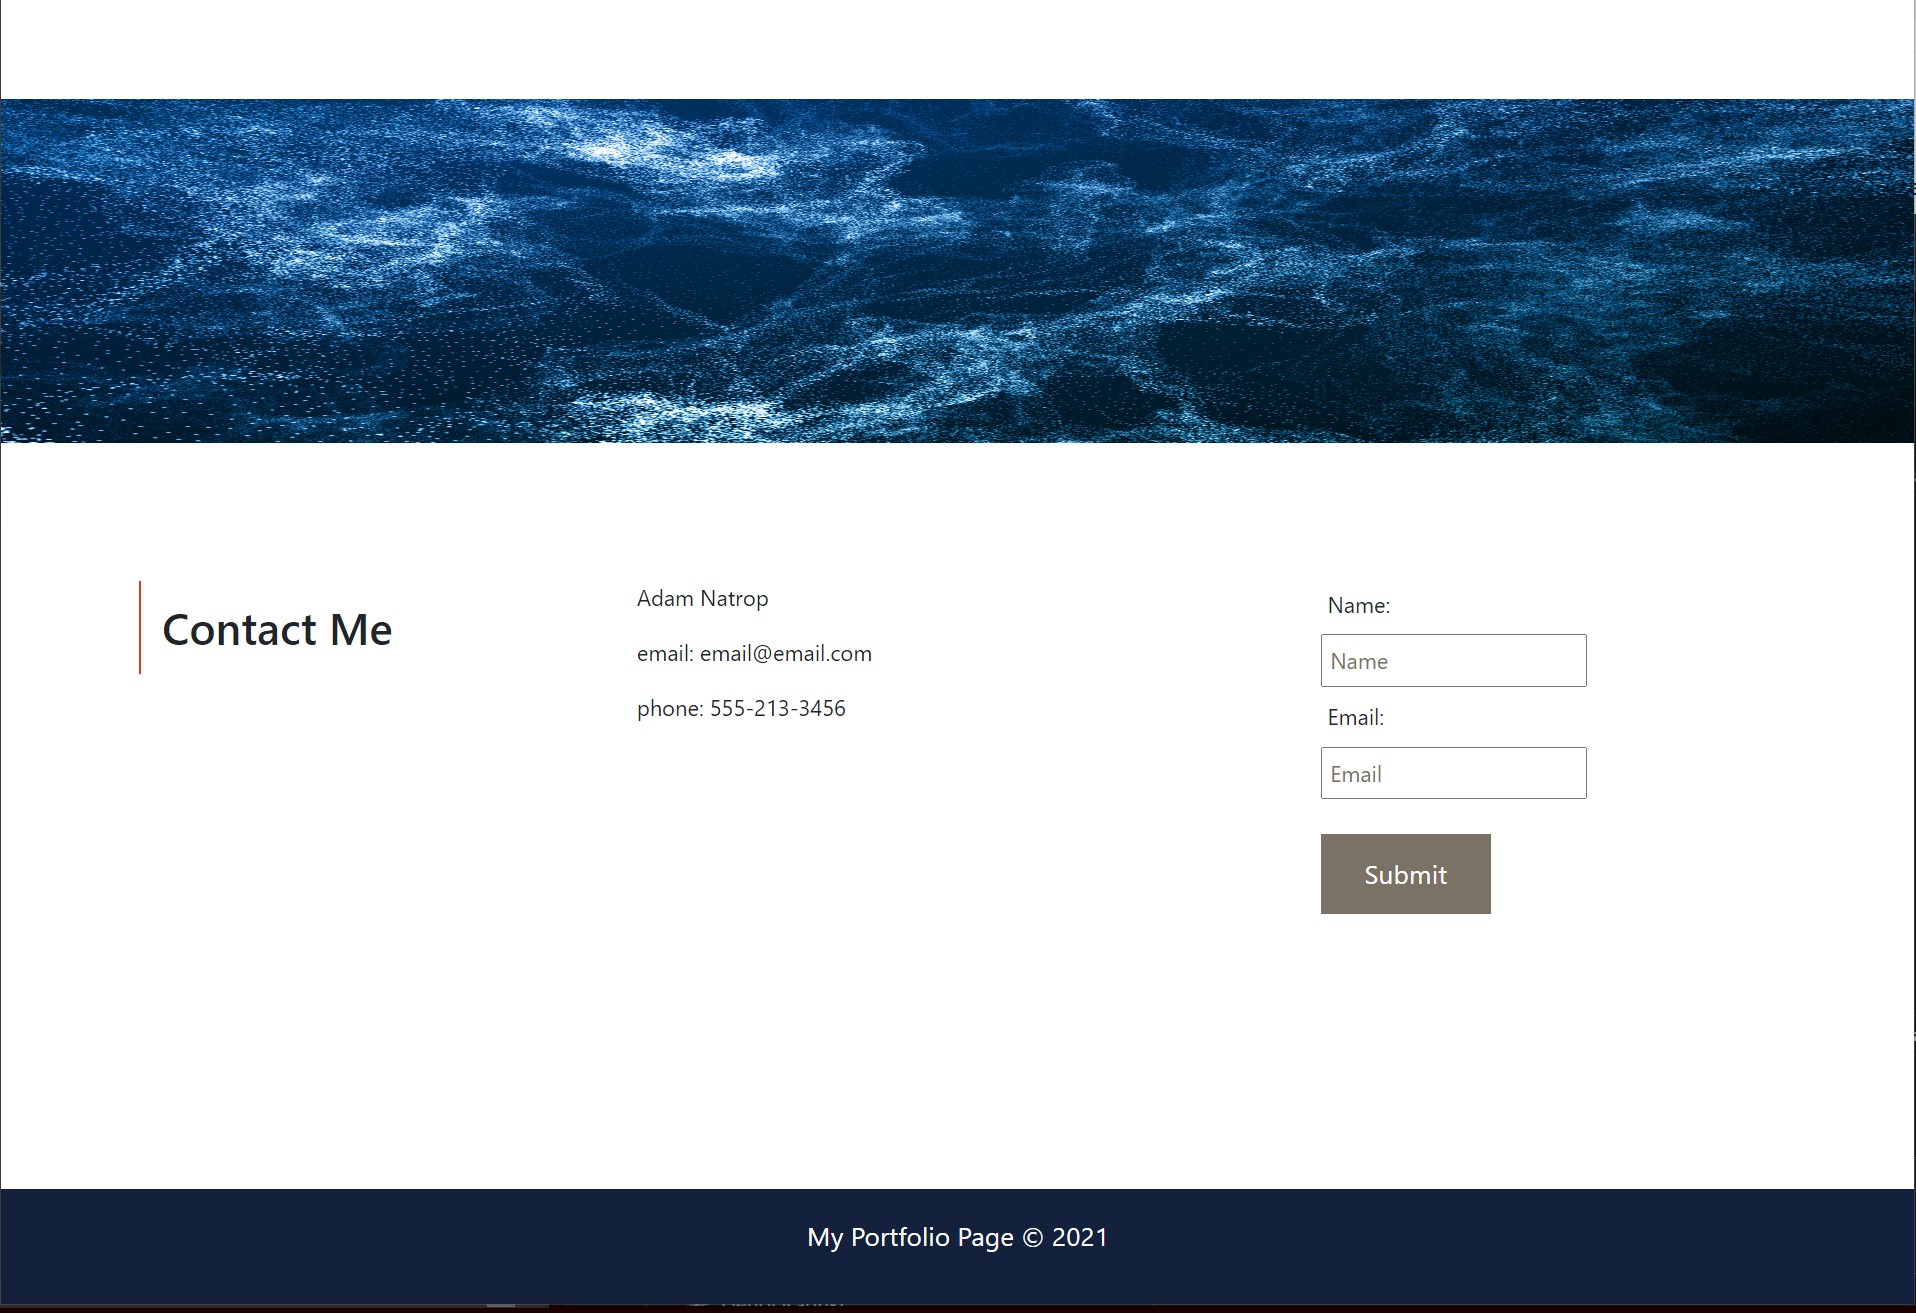 Contact Me
Adam Natrop
email: email@email.com
phone: 555-213-3456
Name:
Name
Email:
Email
Submit
My Portfolio Page © 2021